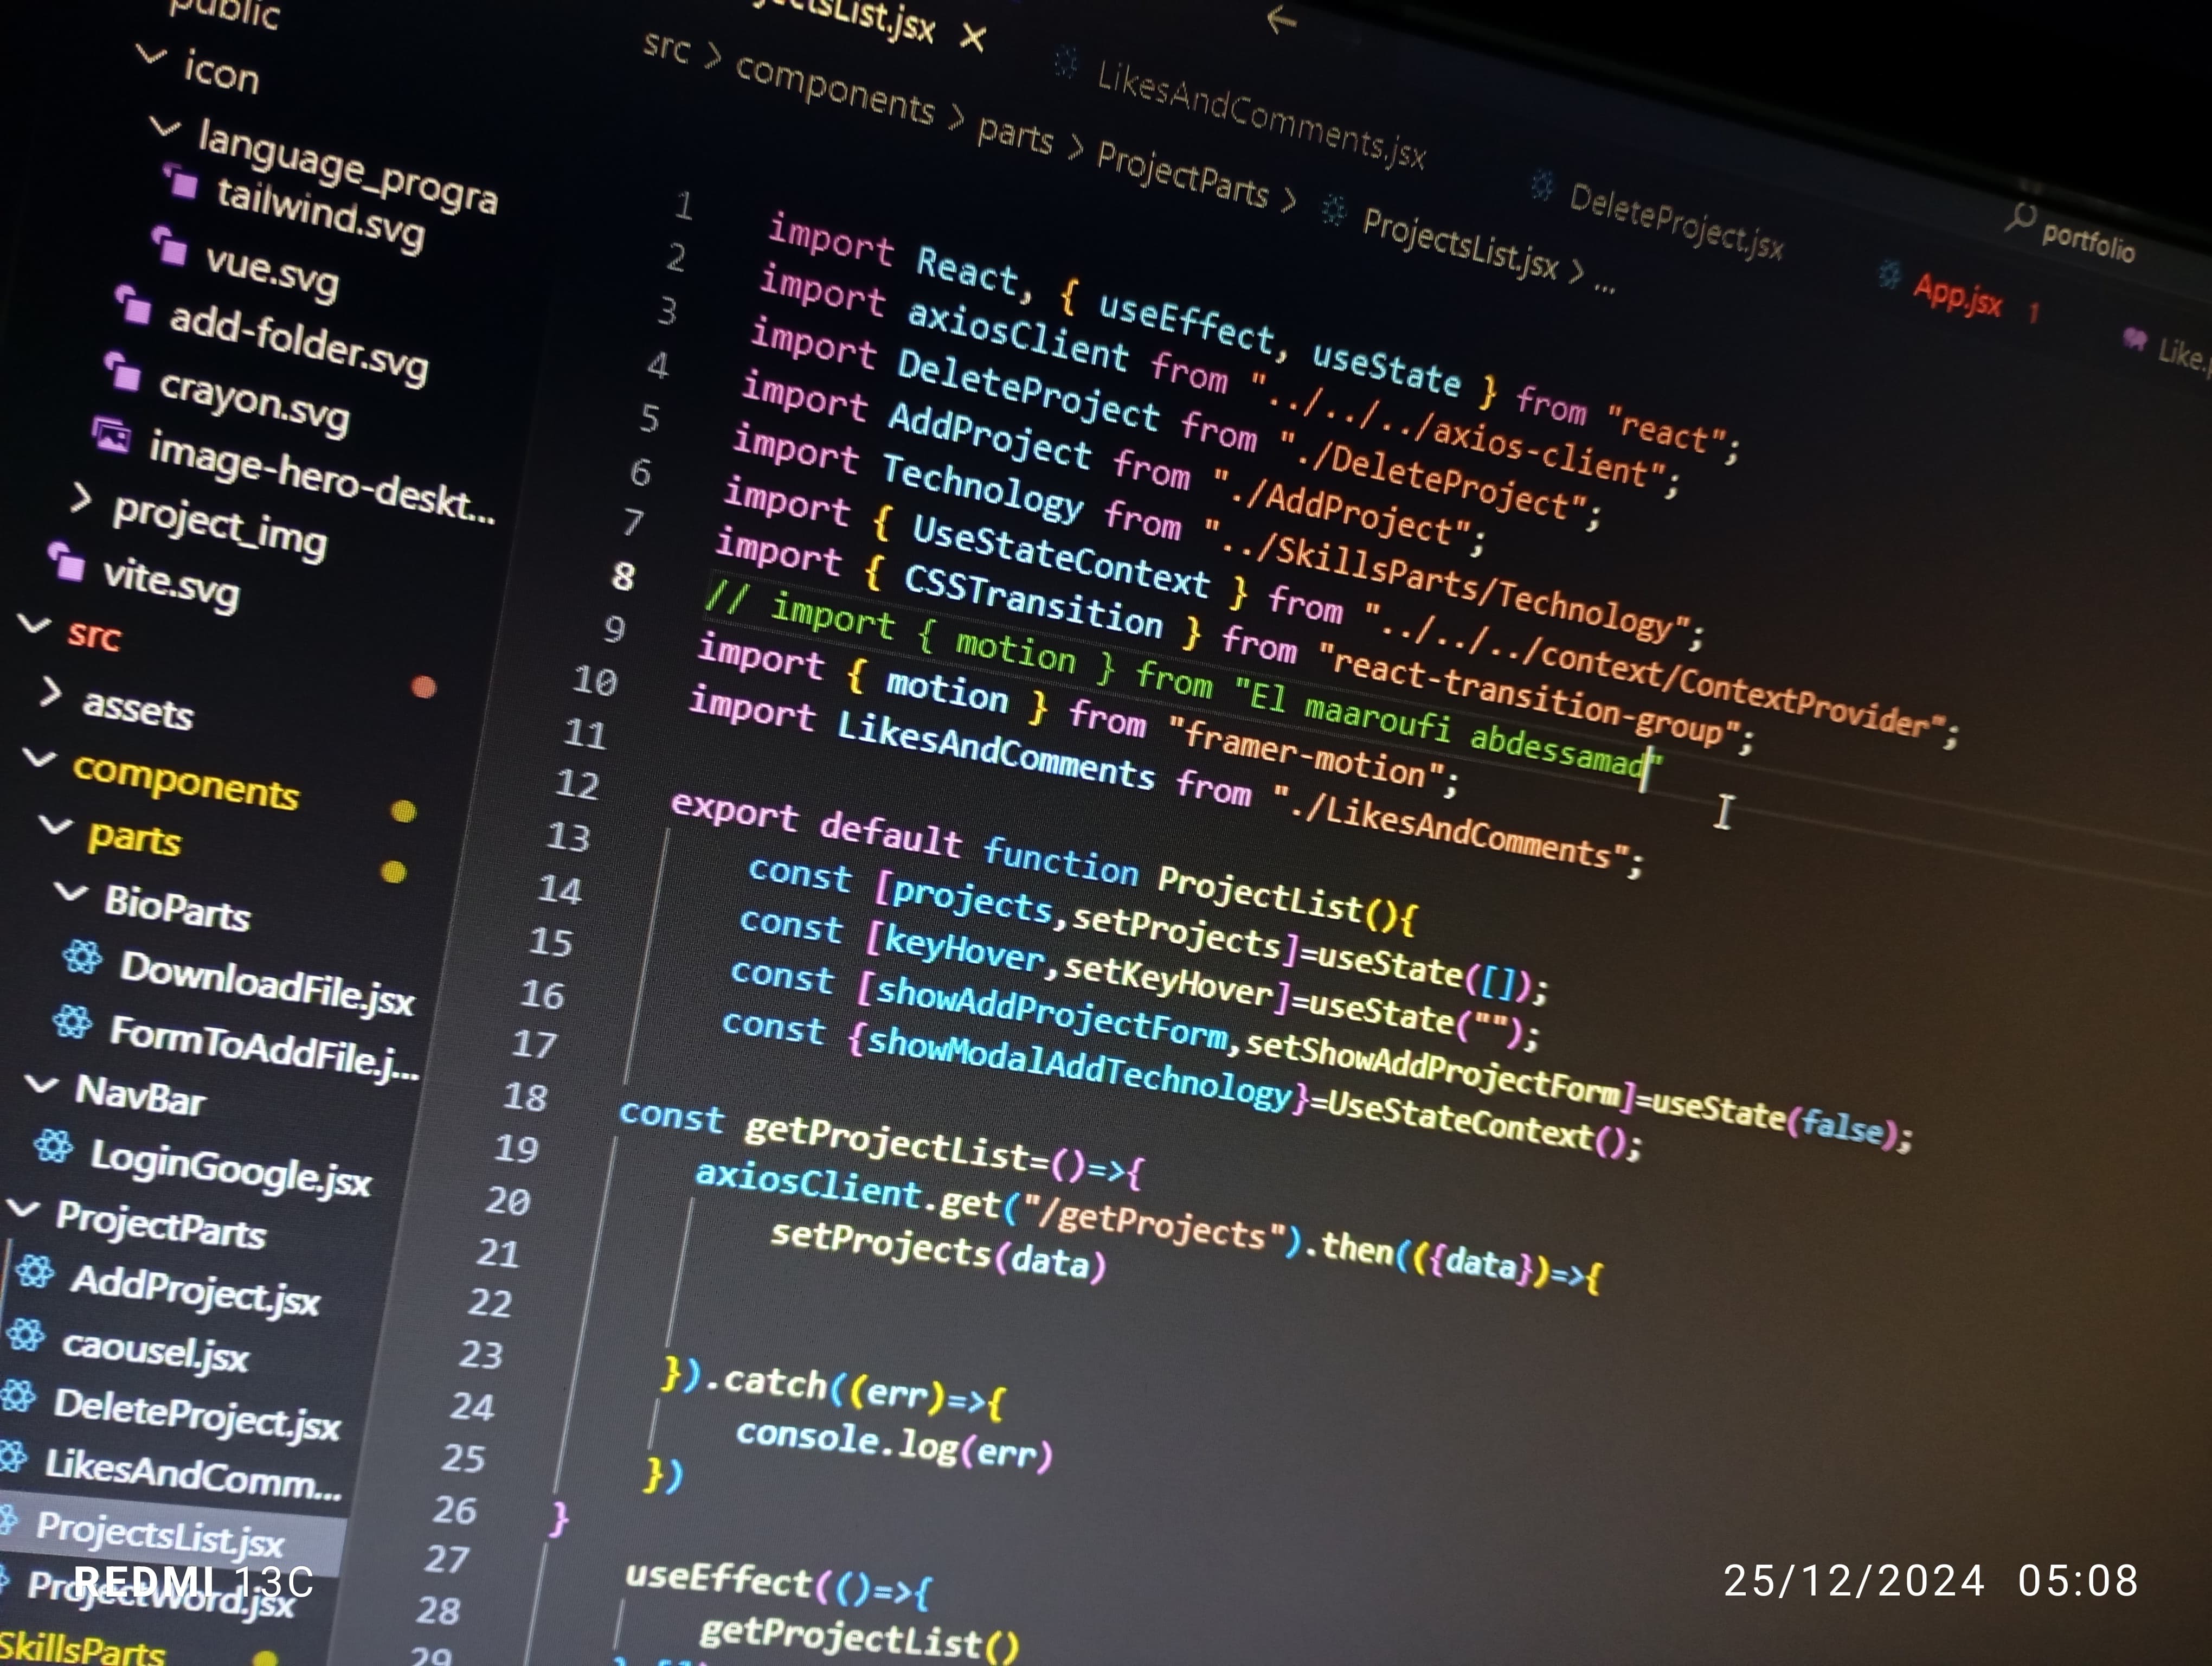 public
icon
language_progra
tailwind.svg
vue.svg
add-folder.svg
crayon.svg
image-hero-deskt...
project_img
vite.svg
src
assets
components
parts
BioParts
DownloadFile.jsx
FormToAddFile.j...
NavBar
LoginGoogle.jsx
ProjectParts
AddProject.jsx
caousel.jsx
DeleteProject.jsx
LikesAndComm...
ProjectsList.jsx
ProjectWord.jsx
SkillsParts
jectsList.jsx
LikesAndComments.jsx
DeleteProject.jsx
App.jsx 1
Like.
portfolio
src > components > parts > ProjectParts > ProjectsList.jsx > ...
1 import React, { useEffect, useState } from "react";
2 import axiosClient from "../../../axios-client";
3 import DeleteProject from "./DeleteProject";
4 import AddProject from "./AddProject";
5 import Technology from "../SkillsParts/Technology";
6 import { UseStateContext } from "../../../context/ContextProvider";
7 import { CSSTransition } from "react-transition-group";
8 // import { motion } from "El maaroufi abdessamad"
9 import { motion } from "framer-motion";
10 import LikesAndComments from "./LikesAndComments";
11
12 export default function ProjectList(){
13 const [projects,setProjects]=useState([]);
14 const [keyHover,setKeyHover]=useState("");
15 const [showAddProjectForm,setShowAddProjectForm]=useState(false);
16 const {showModalAddTechnology}=UseStateContext();
17
18 const getProjectList=()=>{
19 axiosClient.get("/getProjects").then(({data})=>{
20 setProjects(data)
21
22
23 }).catch((err)=>{
24 console.log(err)
25 })
26 }
27 useEffect(()=>{
28 getProjectList()
29
REDMI 13C
25/12/2024 05:08